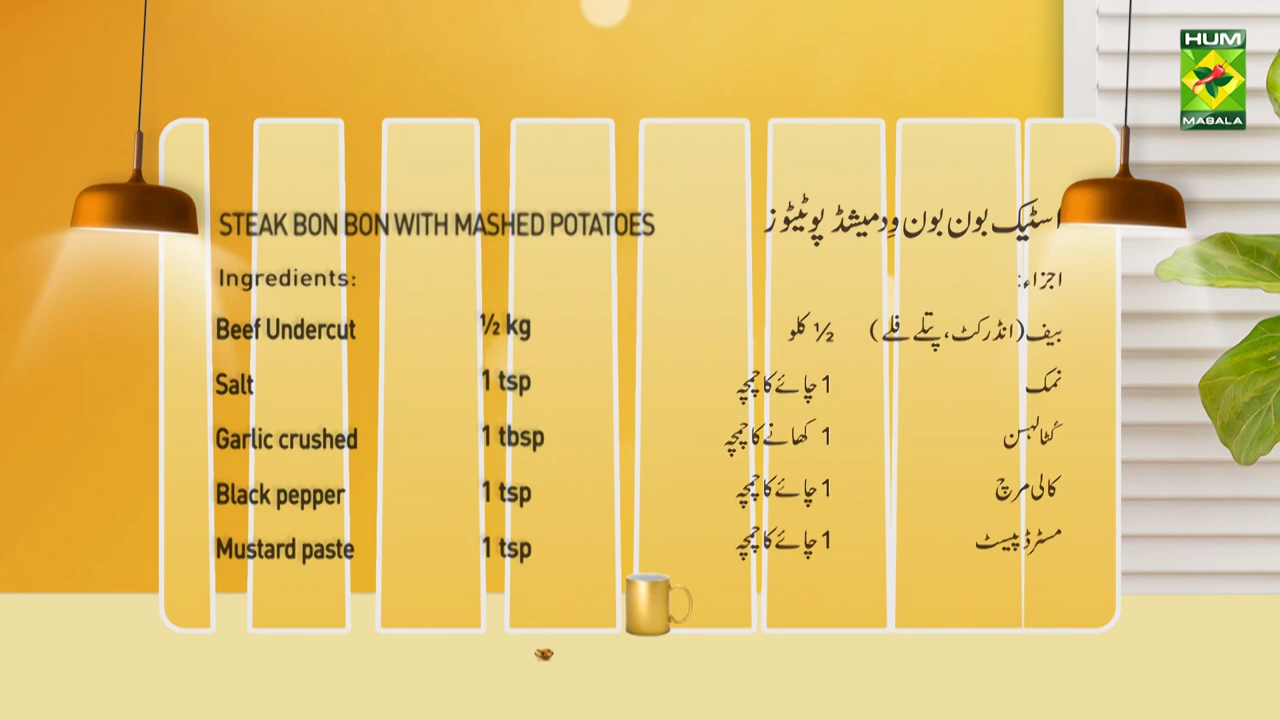 HUM
MASALA
STEAK BON BON WITH MASHED POTATOES اسٹیک بون بون وِد میشڈ پوٹیٹوز
Ingredients: اجزاء:
Beef Undercut ½ kg بیف (انڈرکٹ، پتلے فلے) ½ کلو
Salt 1 tsp نمک 1 چائے کا چمچہ
Garlic crushed 1 tbsp کُٹا لہسن 1 کھانے کا چمچہ
Black pepper 1 tsp کالی مرچ 1 چائے کا چمچہ
Mustard paste 1 tsp مسٹرڈ پیسٹ 1 چائے کا چمچہ